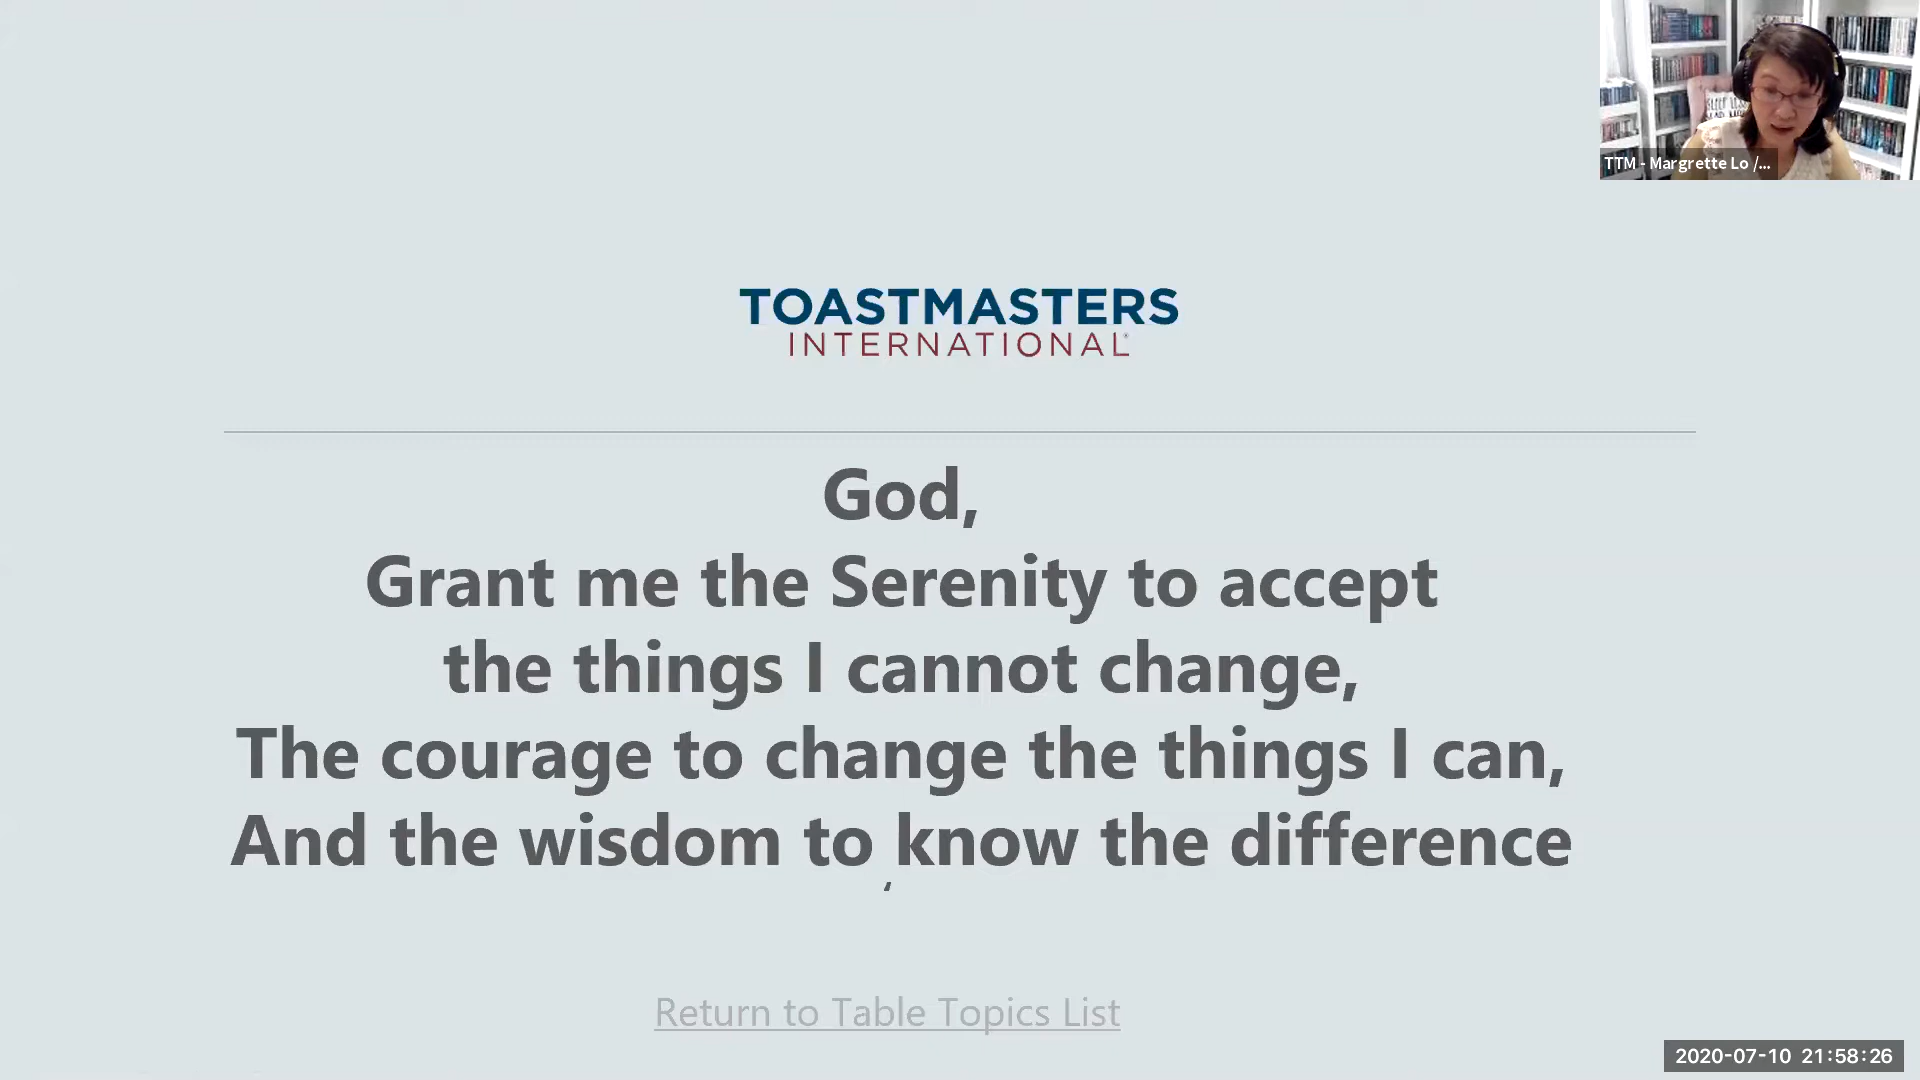 TTM - Margrette Lo /...
TOASTMASTERS
INTERNATIONAL
God,
Grant me the Serenity to accept
the things I cannot change,
The courage to change the things I can,
And the wisdom to know the difference
,
Return to Table Topics List
2020-07-10 21:58:26